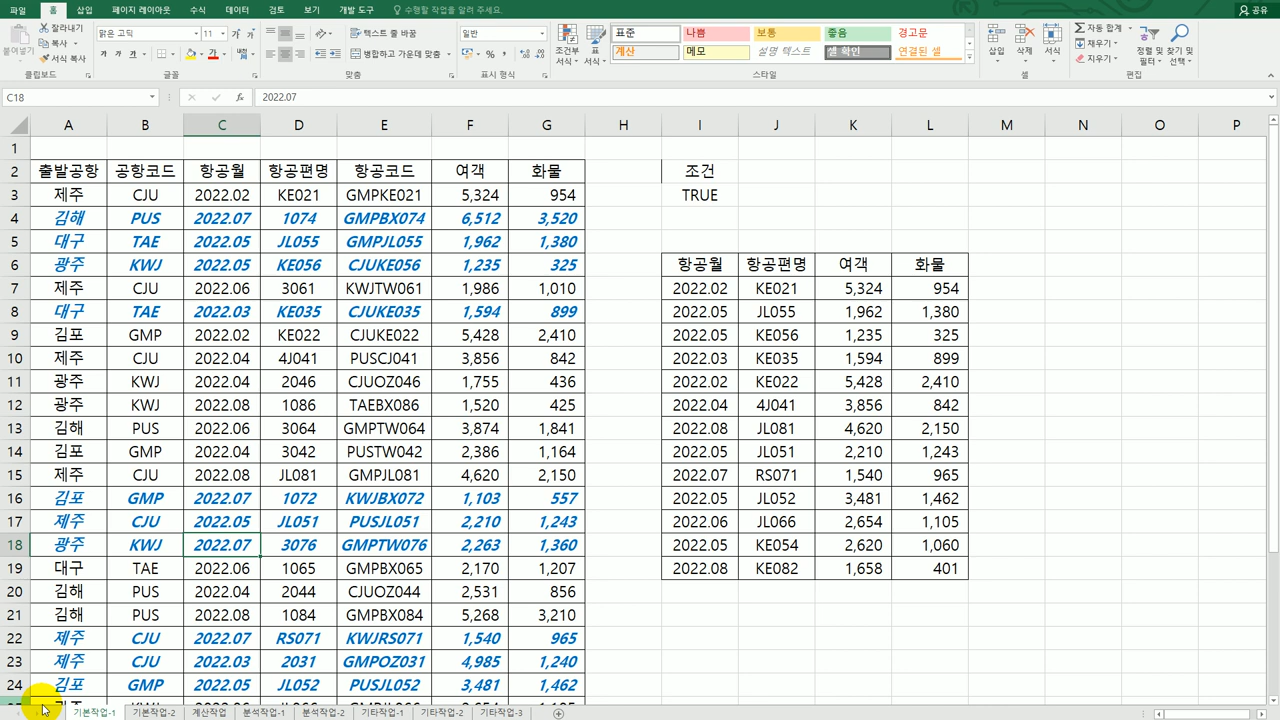 파일 홈 삽입 페이지 레이아웃 수식 데이터 검토 보기 개발 도구 수행할 작업을 알려 주세요. 공유
붙여넣기 잘라내기 복사 서식 복사 클립보드
맑은 고딕 11 가 가 가 글꼴
텍스트 줄 바꿈 병합하고 가운데 맞춤 맞춤
일반 % 표시 형식
조건부 서식 표 서식 표준 나쁨 보통 좋음 경고문
계산 메모 설명 텍스트 셀 확인 연결된 셀 스타일
삽입 삭제 서식 셀
자동 합계 채우기 지우기 정렬 및 필터 찾기 및 선택 편집
C18 fx 2022.07
A B C D E F G H I J K L M N O P
1
2 출발공항 공항코드 항공월 항공편명 항공코드 여객 화물 조건
3 제주 CJU 2022.02 KE021 GMPKE021 5,324 954 TRUE
4 김해 PUS 2022.07 1074 GMPBX074 6,512 3,520
5 대구 TAE 2022.05 JL055 GMPJL055 1,962 1,380
6 광주 KWJ 2022.05 KE056 CJUKE056 1,235 325 항공월 항공편명 여객 화물
7 제주 CJU 2022.06 3061 KWJTW061 1,986 1,010 2022.02 KE021 5,324 954
8 대구 TAE 2022.03 KE035 CJUKE035 1,594 899 2022.05 JL055 1,962 1,380
9 김포 GMP 2022.02 KE022 CJUKE022 5,428 2,410 2022.05 KE056 1,235 325
10 제주 CJU 2022.04 4J041 PUSCJ041 3,856 842 2022.03 KE035 1,594 899
11 광주 KWJ 2022.04 2046 CJUOZ046 1,755 436 2022.02 KE022 5,428 2,410
12 광주 KWJ 2022.08 1086 TAEBX086 1,520 425 2022.04 4J041 3,856 842
13 김해 PUS 2022.06 3064 GMPTW064 3,874 1,841 2022.08 JL081 4,620 2,150
14 김포 GMP 2022.04 3042 PUSTW042 2,386 1,164 2022.05 JL051 2,210 1,243
15 제주 CJU 2022.08 JL081 GMPJL081 4,620 2,150 2022.07 RS071 1,540 965
16 김포 GMP 2022.07 1072 KWJBX072 1,103 557 2022.05 JL052 3,481 1,462
17 제주 CJU 2022.05 JL051 PUSJL051 2,210 1,243 2022.06 JL066 2,654 1,105
18 광주 KWJ 2022.07 3076 GMPTW076 2,263 1,360 2022.05 KE054 2,620 1,060
19 대구 TAE 2022.06 1065 GMPBX065 2,170 1,207 2022.08 KE082 1,658 401
20 김해 PUS 2022.04 2044 CJUOZ044 2,531 856
21 김해 PUS 2022.08 1084 GMPBX084 5,268 3,210
22 제주 CJU 2022.07 RS071 KWJRS071 1,540 965
23 제주 CJU 2022.03 2031 GMPOZ031 4,985 1,240
24 김포 GMP 2022.05 JL052 PUSJL052 3,481 1,462
기본작업-1 기본작업-2 계산작업 분석작업-1 분석작업-2 기타작업-1 기타작업-2 기타작업-3